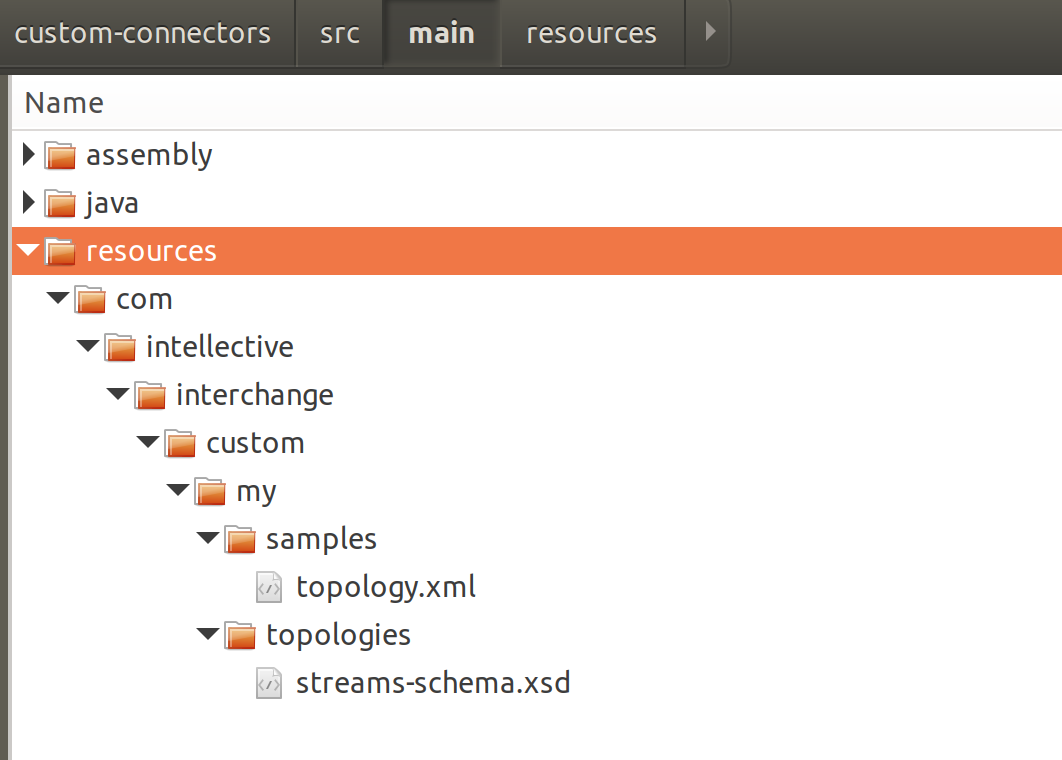 custom-connectors src main resources
Name
assembly
java
resources
com
intellective
interchange
custom
my
samples
topology.xml
topologies
streams-schema.xsd